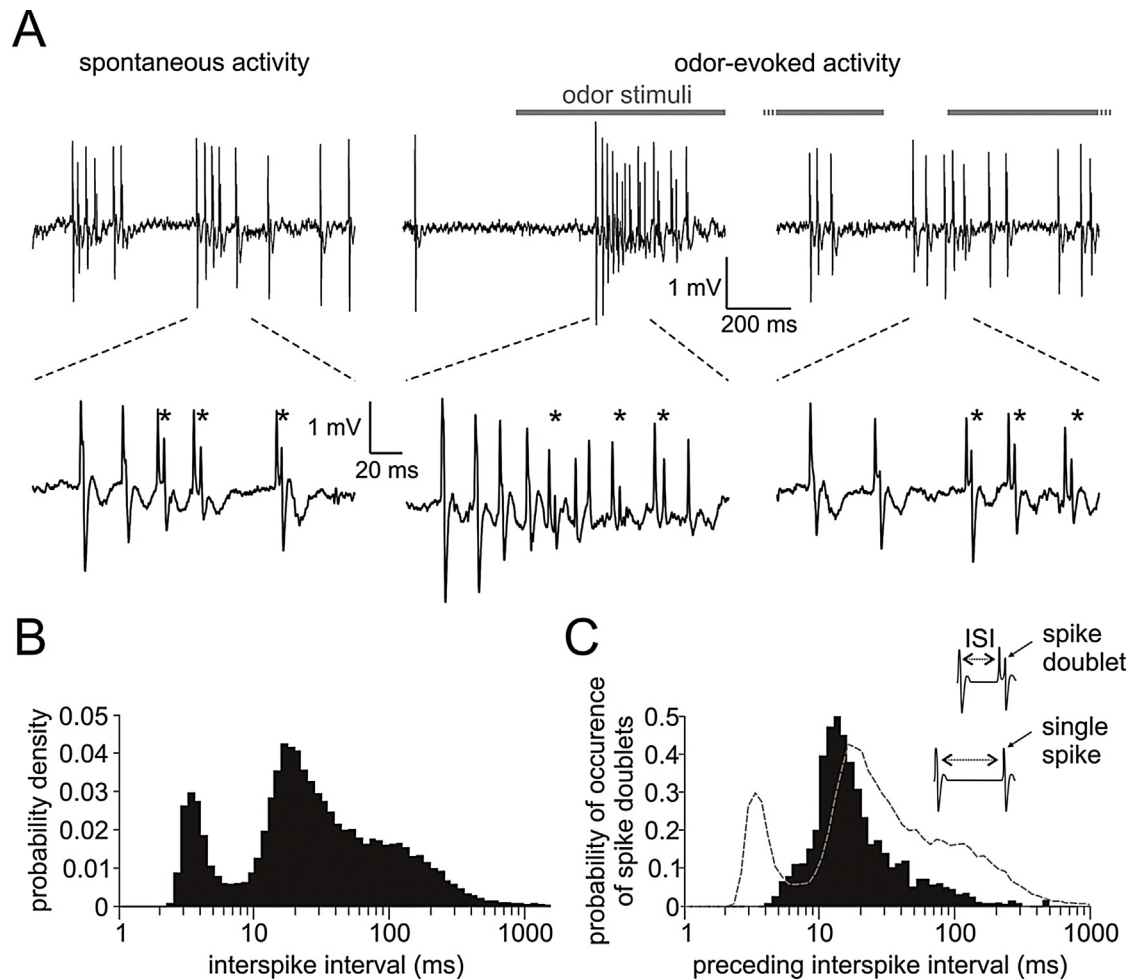 A
spontaneous activity
odor-evoked activity
odor stimuli
1 mV
200 ms
* * *
1 mV
20 ms
* * *
* * *
B
probability density
0.05
0.04
0.03
0.02
0.01
0
1 10 100 1000
interspike interval (ms)
C
probability of occurence
of spike doublets
0.5
0.4
0.3
0.2
0.1
0
1 10 100 1000
preceding interspike interval (ms)
ISI
spike
doublet
single
spike